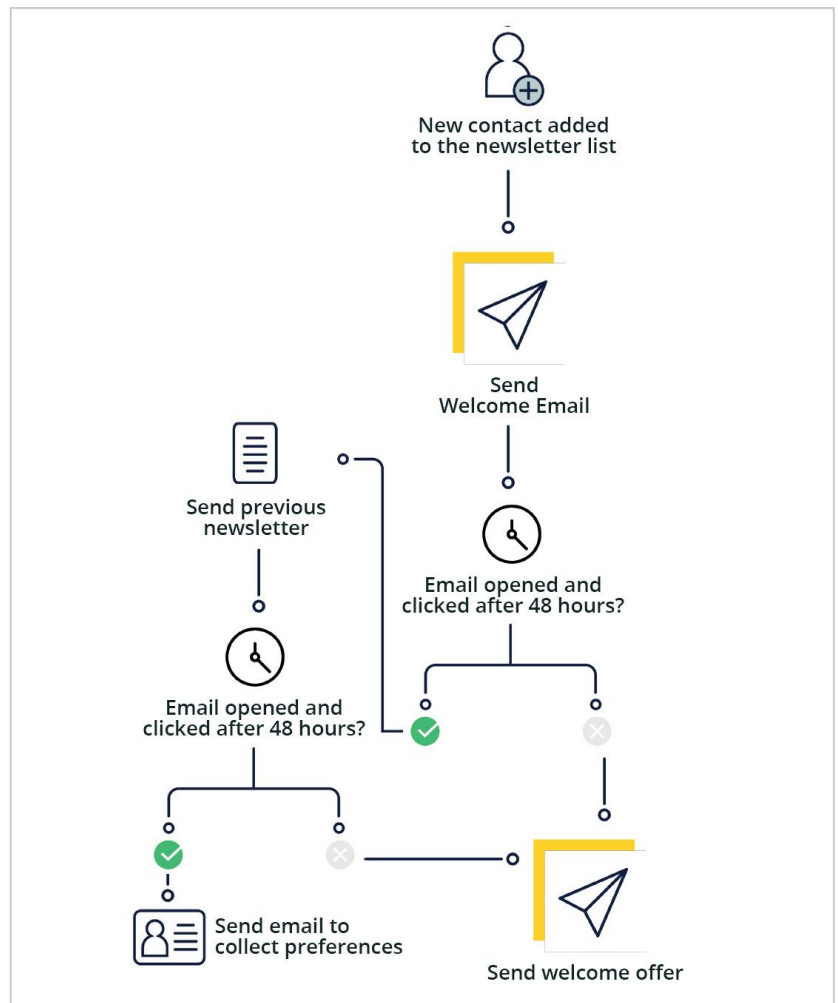 New contact added
to the newsletter list
Send
Welcome Email
Send previous
newsletter
Email opened and
clicked after 48 hours?
Email opened and
clicked after 48 hours?
Send email to
collect preferences
Send welcome offer